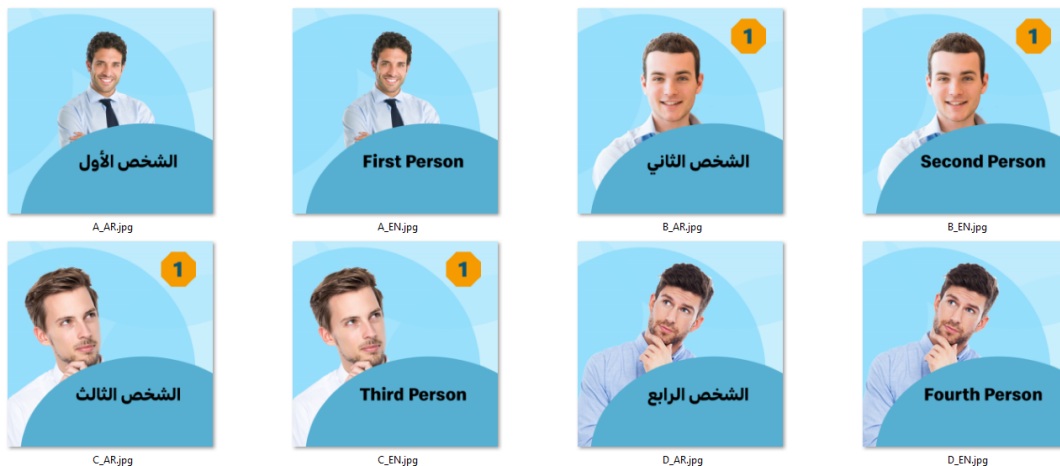 الشخص الأول
A_AR.jpg
First Person
A_EN.jpg
1
الشخص الثاني
B_AR.jpg
1
Second Person
B_EN.jpg
1
الشخص الثالث
C_AR.jpg
1
Third Person
C_EN.jpg
الشخص الرابع
D_AR.jpg
Fourth Person
D_EN.jpg